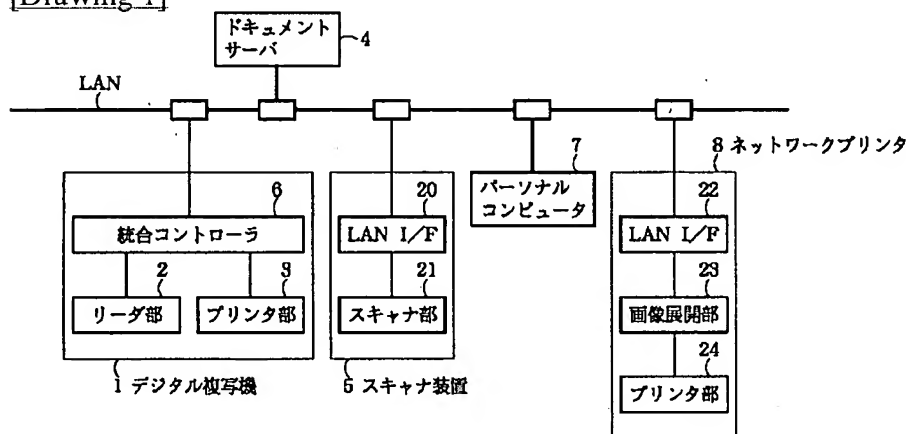 [Drawing 1]
ドキュメント
サーバ
4
LAN
7
8 ネットワークプリンタ
パーソナル
コンピュータ
6
20
22
統合コントローラ
LAN I/F
LAN I/F
2
3
21
23
リーダ部
プリンタ部
スキャナ部
画像展開部
24
プリンタ部
1 デジタル複写機
5 スキャナ装置